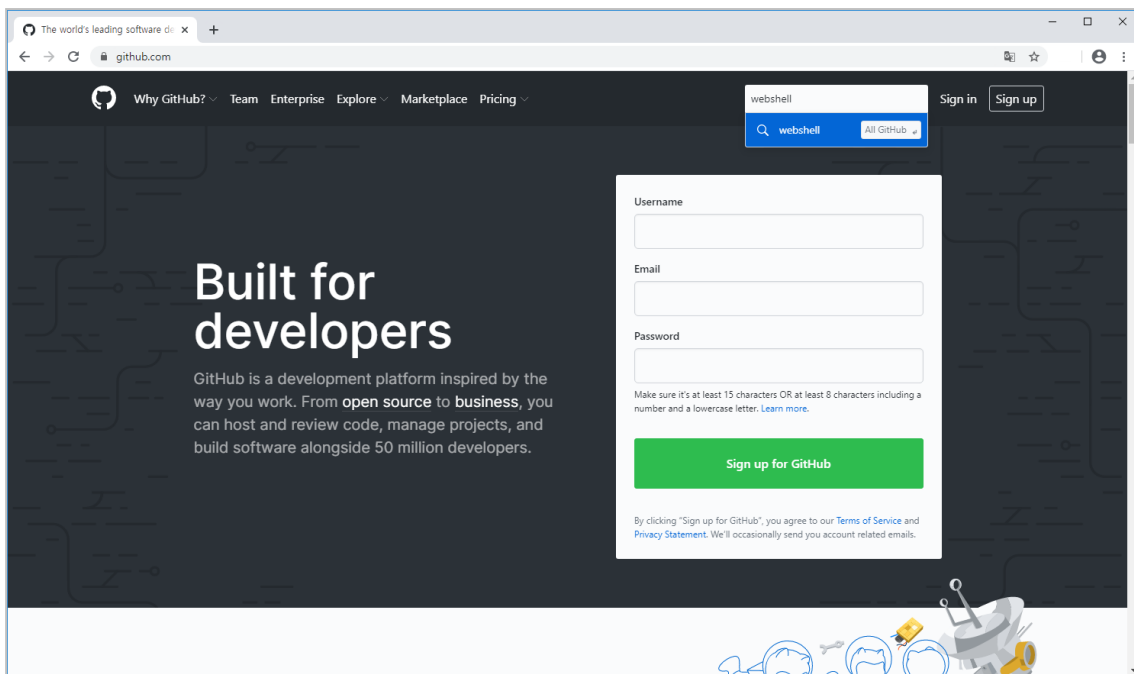 The world's leading software de
github.com
Why GitHub? Team Enterprise Explore Marketplace Pricing
webshell
Sign in Sign up
webshell All GitHub
Username
Email
Built for
developers
Password
GitHub is a development platform inspired by the
way you work. From open source to business, you
can host and review code, manage projects, and
build software alongside 50 million developers.
Make sure it's at least 15 characters OR at least 8 characters including a
number and a lowercase letter. Learn more.
Sign up for GitHub
By clicking "Sign up for GitHub", you agree to our Terms of Service and
Privacy Statement. We'll occasionally send you account related emails.